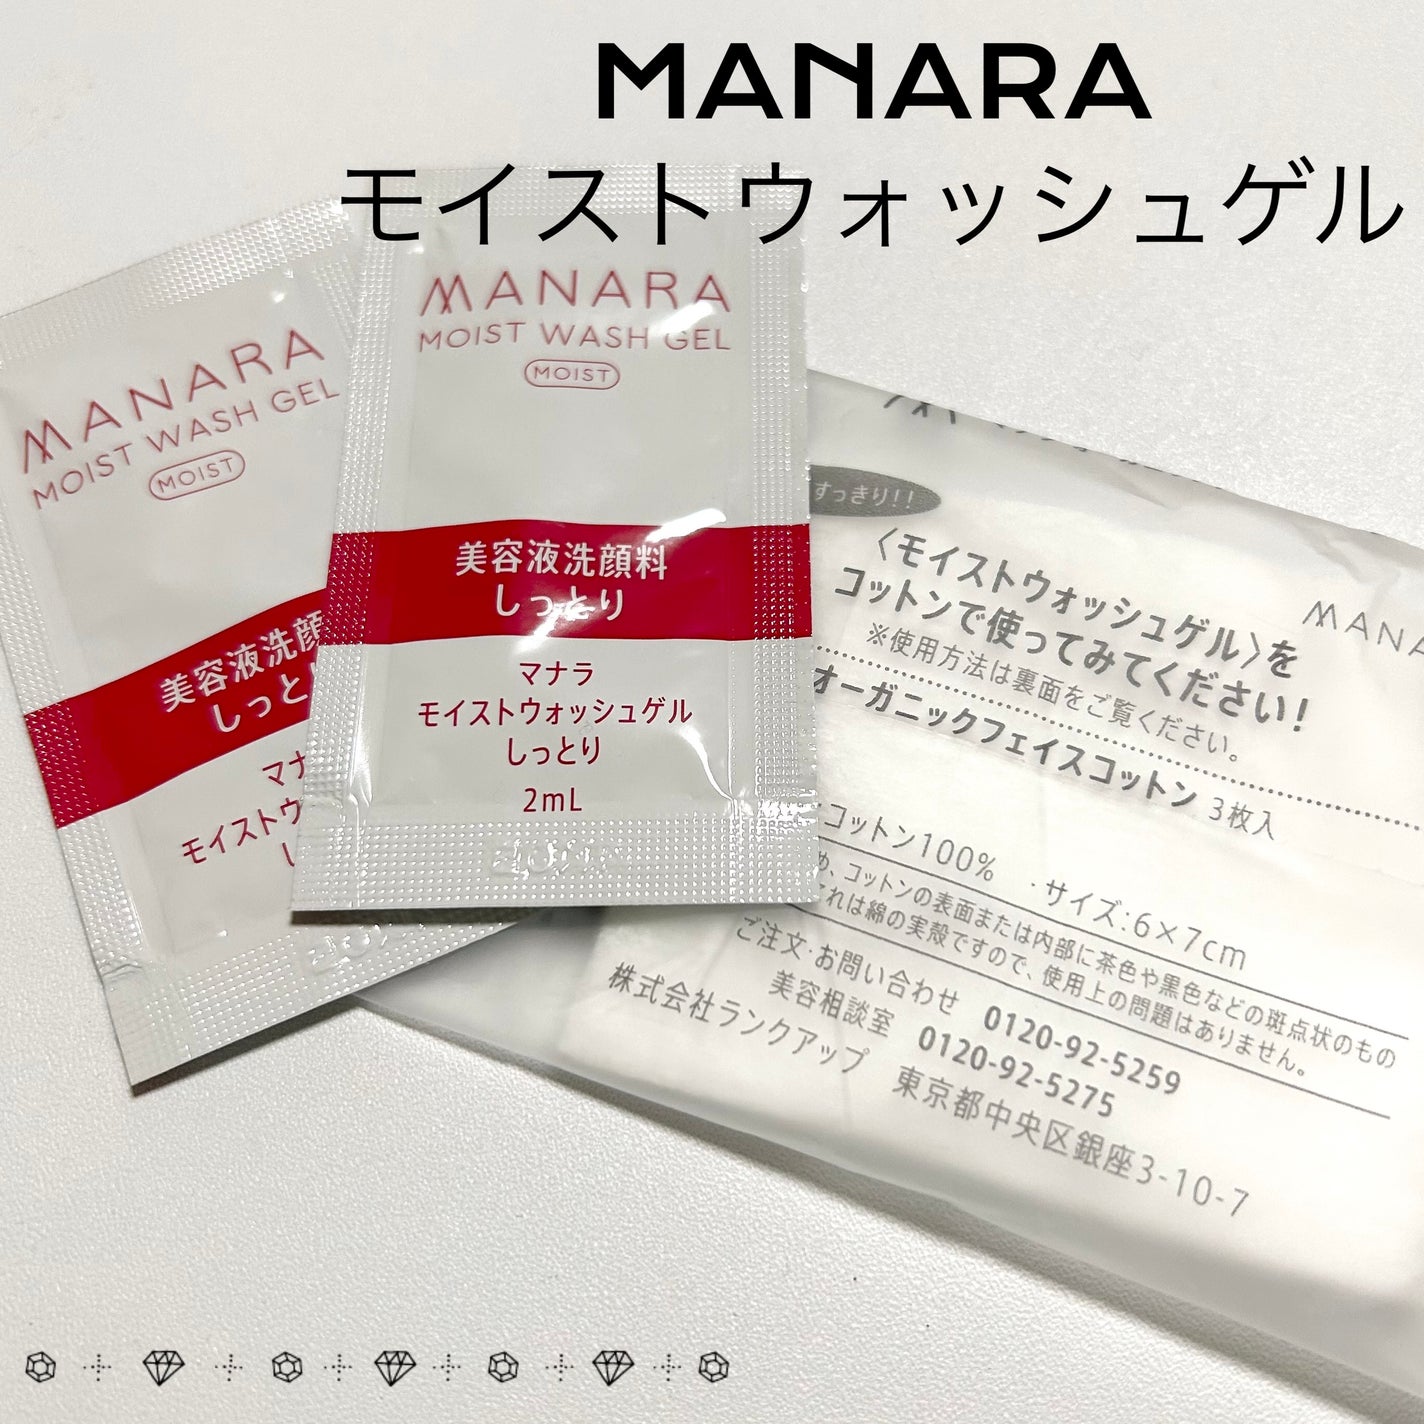 MANARA
モイストウォッシュゲル
MANARA
MOIST WASH GEL
MOIST
美容液洗顔
しっと
マナ
モイストウ
MANARA
MOIST WASH GEL
MOIST
美容液洗顔料
しっとり
マナラ
モイストウォッシュゲル
しっとり
2mL
すっきり!!
〈モイストウォッシュゲル〉を
コットンで使ってみてください!
※使用方法は裏面をご覧ください。
MANA
オーガニックフェイスコットン 3枚入
コットン100% ・サイズ:6×7cm
め、コットンの表面または内部に茶色や黒色などの斑点状のもの
これは綿の実殻ですので、使用上の問題はありません。
ご注文・お問い合わせ 0120-92-5259
美容相談室 0120-92-5275
株式会社ランクアップ 東京都中央区銀座3-10-7